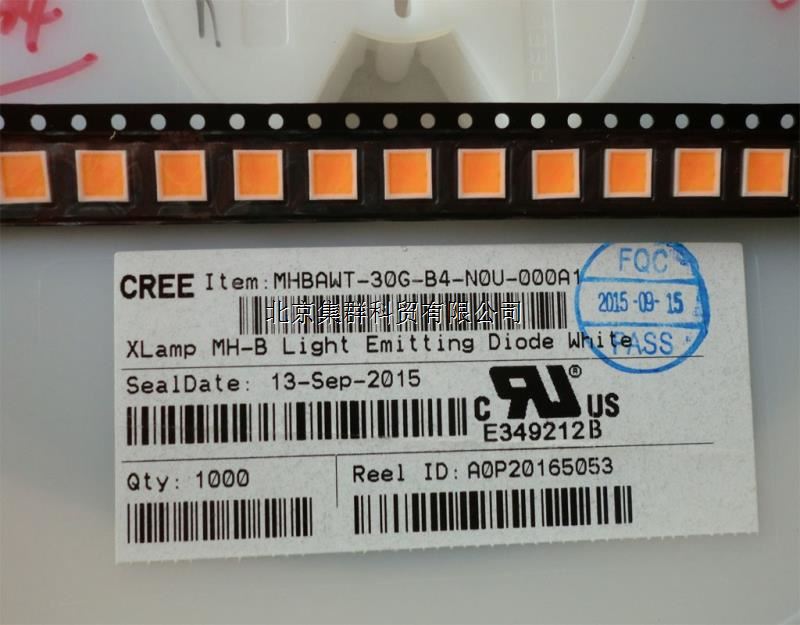 REEL
CREE Item: MHBAWT-30G-B4-N0U-000A1
北京集群科贸有限公司
XLamp MH-B Light Emitting Diode White
FQC
2015-09-15
PASS
SealDate: 13-Sep-2015
C RU® US
E349212B
Qty: 1000
Reel ID: A0P20165053